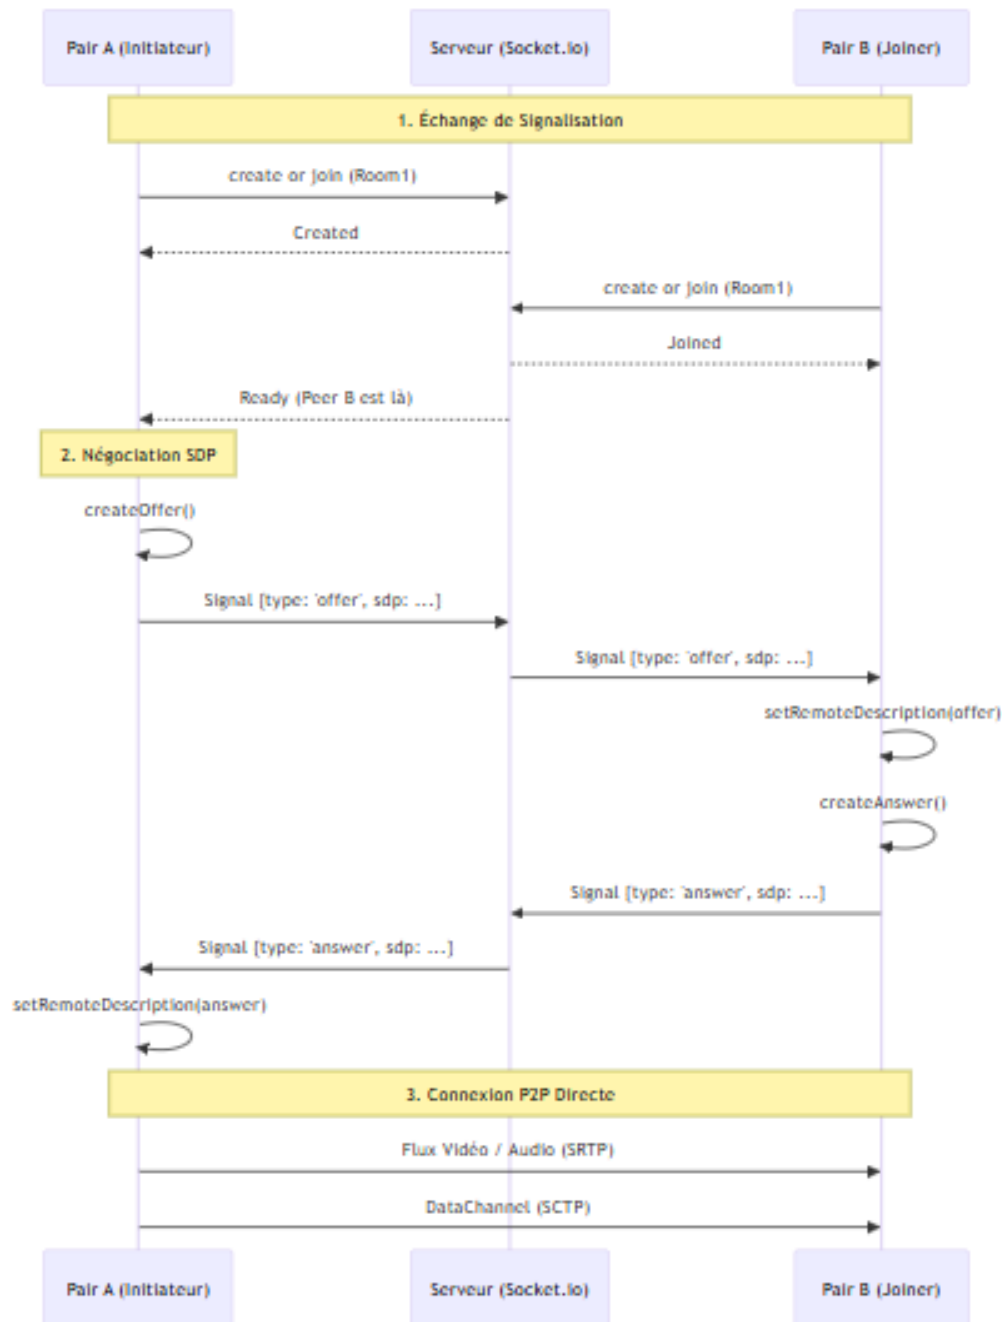 Pair A (Initiateur)
Serveur (Socket.io)
Pair B (Joiner)
1. Échange de Signalisation
create or join (Room1)
Created
create or join (Room1)
Joined
Ready (Peer B est là)
2. Négociation SDP
createOffer()
Signal [type: 'offer', sdp: ...]
Signal [type: 'offer', sdp: ...]
setRemoteDescription(offer)
createAnswer()
Signal [type: 'answer', sdp: ...]
Signal [type: 'answer', sdp: ...]
setRemoteDescription(answer)
3. Connexion P2P Directe
Flux Vidéo / Audio (SRTP)
DataChannel (SCTP)
Pair A (Initiateur)
Serveur (Socket.io)
Pair B (Joiner)